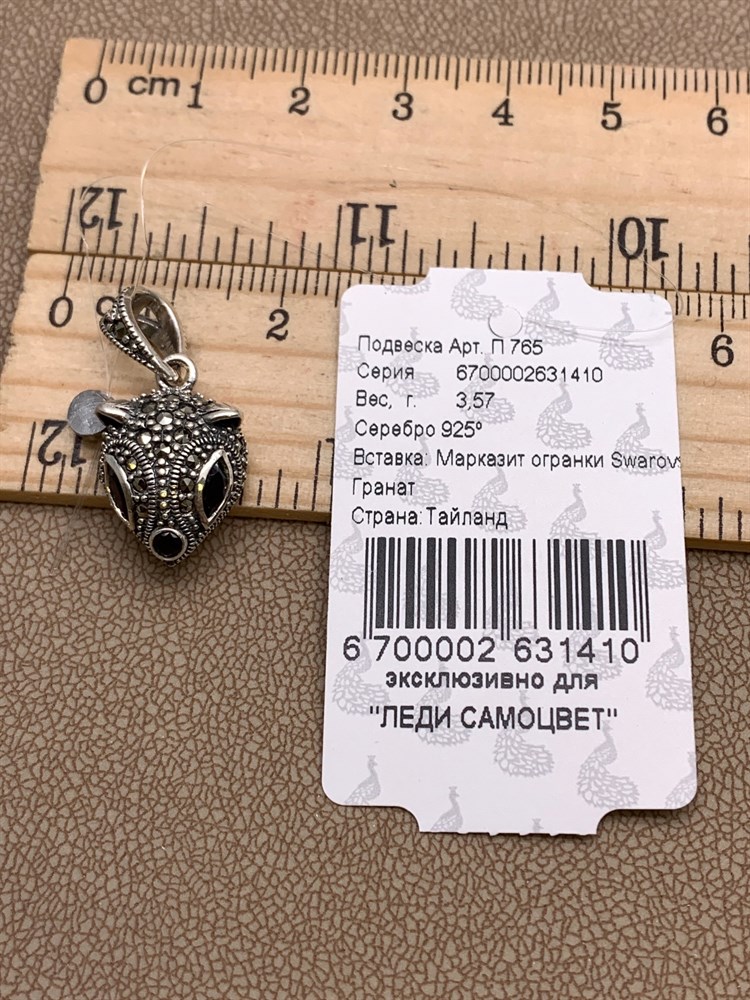 0 cm 1 2 3 4 5 6
12 11 10
0 2 6
12
Подвеска Арт. П 765
Серия 6700002631410
Вес, г. 3,57
Серебро 925°
Вставка: Марказит огранки Swarovs
Гранат
Страна:Тайланд
6 700002 631410
эксклюзивно для
"ЛЕДИ САМОЦВЕТ"